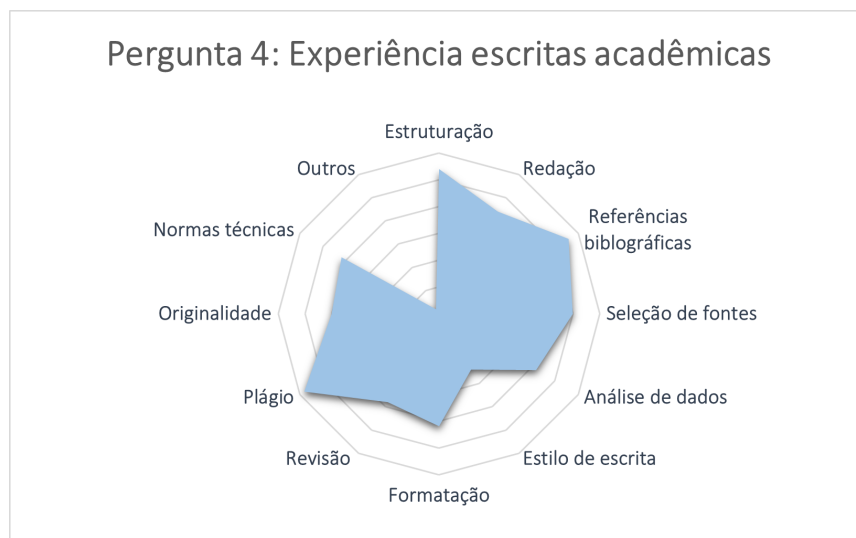 Pergunta 4: Experiência escritas acadêmicas
Estruturação
Redação
Referências
biblográficas
Seleção de fontes
Análise de dados
Estilo de escrita
Formatação
Revisão
Plágio
Originalidade
Normas técnicas
Outros